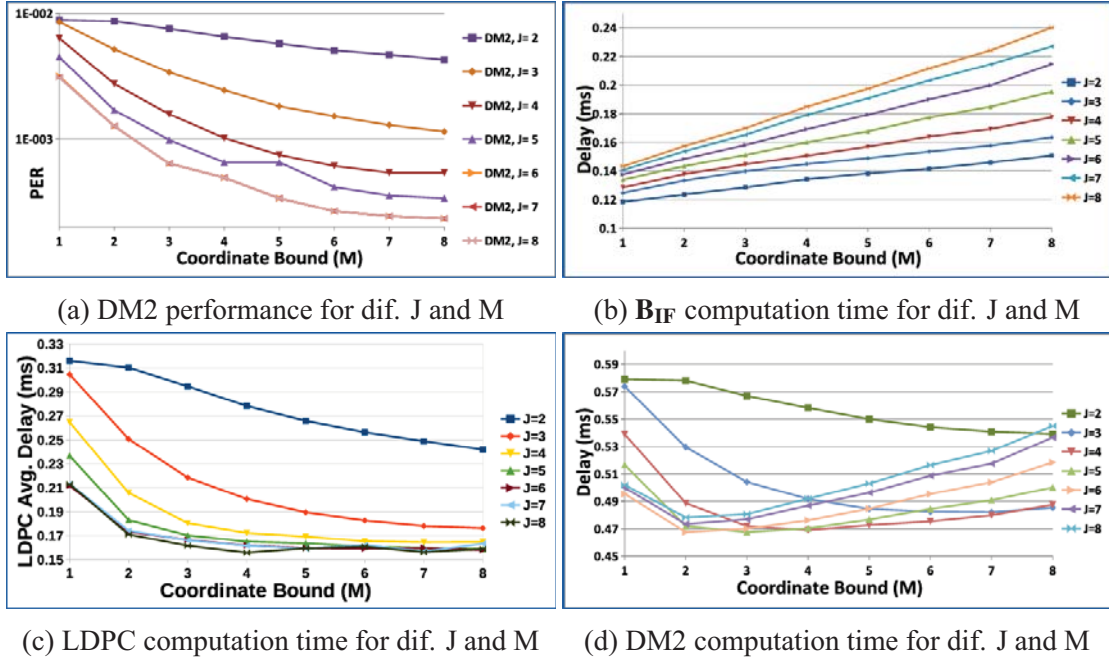 1E-002
1E-003
PER
1 2 3 4 5 6 7 8
Coordinate Bound (M)
DM2, J= 2
DM2, J= 3
DM2, J= 4
DM2, J= 5
DM2, J= 6
DM2, J= 7
DM2, J= 8
0.24
0.22
0.2
0.18
0.16
0.14
0.12
0.1
Delay (ms)
1 2 3 4 5 6 7 8
Coordinate Bound (M)
J=2
J=3
J=4
J=5
J=6
J=7
J=8
(a) DM2 performance for dif. J and M
(b) B_IF computation time for dif. J and M
0.33
0.31
0.29
0.27
0.25
0.23
0.21
0.19
0.17
0.15
LDPC Avg. Delay (ms)
1 2 3 4 5 6 7 8
Coordinate Bound (M)
J=2
J=3
J=4
J=5
J=6
J=7
J=8
0.59
0.57
0.55
0.53
0.51
0.49
0.47
0.45
Delay (ms)
1 2 3 4 5 6 7 8
Coordinate Bound (M)
J=2
J=3
J=4
J=5
J=6
J=7
J=8
(c) LDPC computation time for dif. J and M
(d) DM2 computation time for dif. J and M